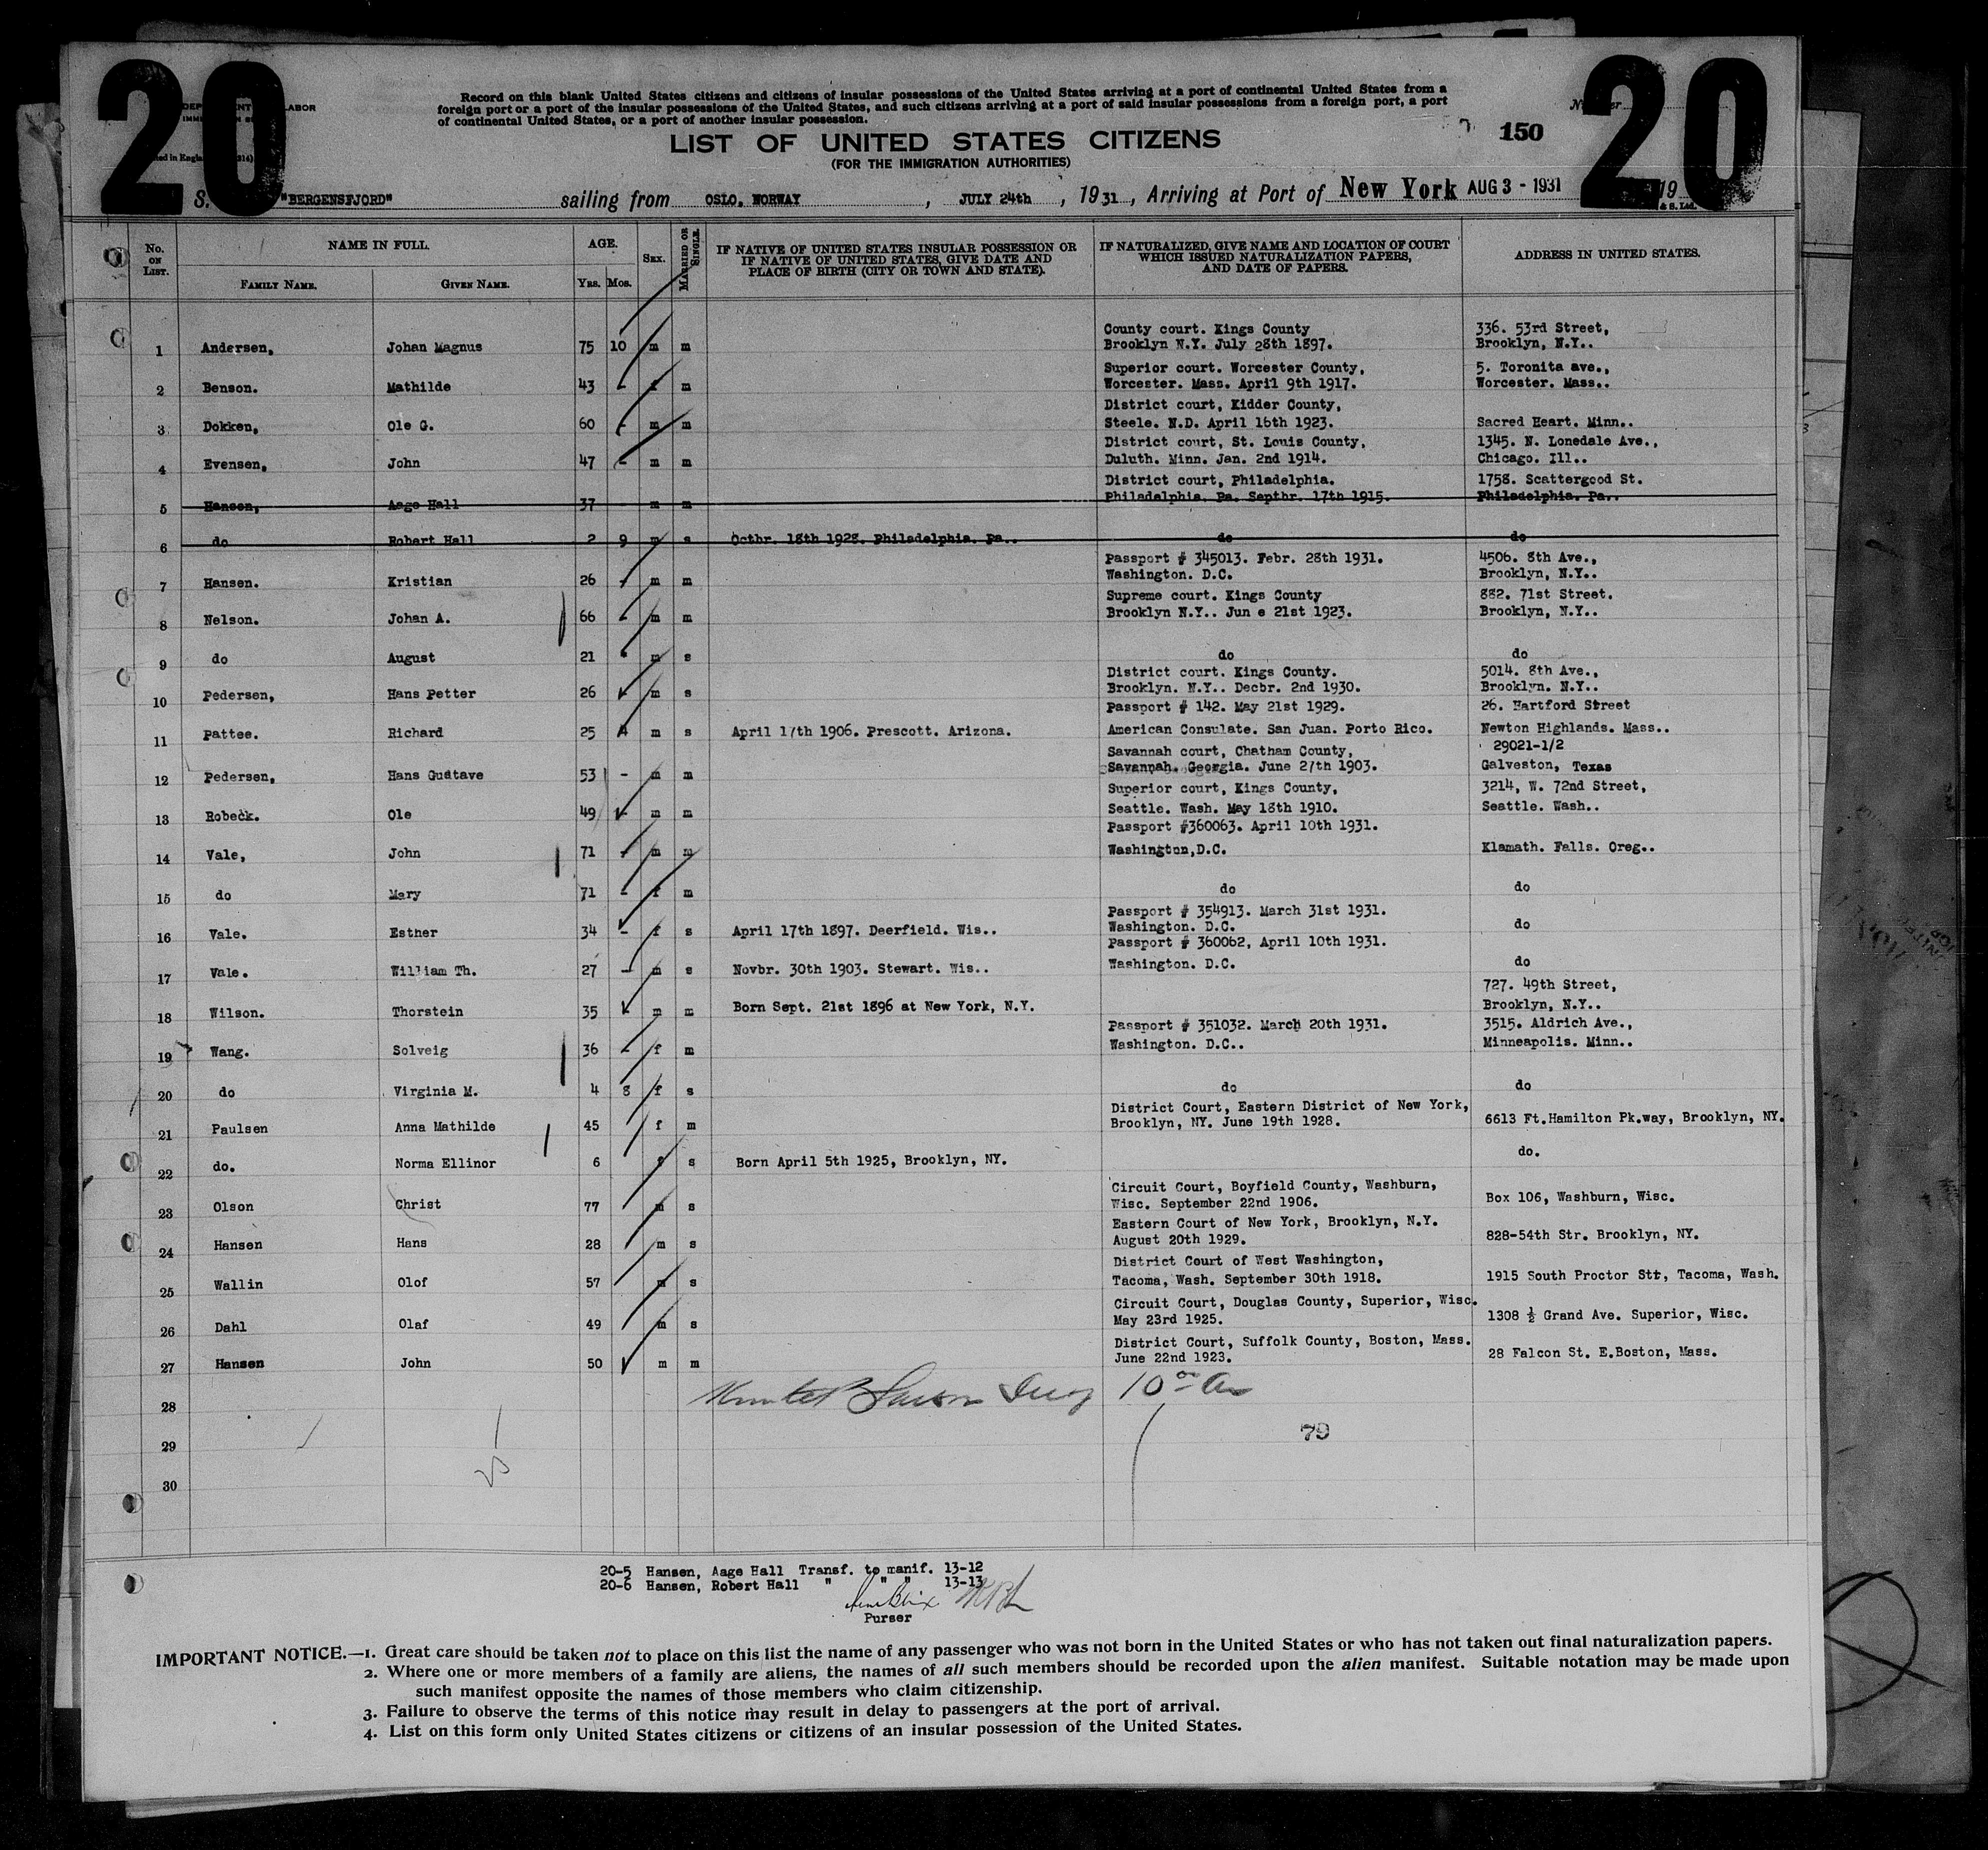 20
20
Record on this blank United States citizens and citizens of insular possessions of the United States arriving at a port of continental United States from a
foreign port or a port of the insular possessions of the United States, and such citizens arriving at a port of said insular possessions from a foreign port, a port
of continental United States, or a port of another insular possession.
LIST OF UNITED STATES CITIZENS
(FOR THE IMMIGRATION AUTHORITIES)
150
S. "BERGENSFJORD" sailing from OSLO. NORWAY, JULY 24th, 1931, Arriving at Port of New York AUG 3 - 1931 19
No. ON LIST.
NAME IN FULL.
FAMILY NAME.
GIVEN NAME.
AGE.
YRS. MOS.
SEX.
MARRIED OR SINGLE.
IF NATIVE OF UNITED STATES INSULAR POSSESSION OR
IF NATIVE OF UNITED STATES, GIVE DATE AND
PLACE OF BIRTH (CITY OR TOWN AND STATE).
IF NATURALIZED, GIVE NAME AND LOCATION OF COURT
WHICH ISSUED NATURALIZATION PAPERS,
AND DATE OF PAPERS.
ADDRESS IN UNITED STATES.
County court. Kings County 336. 53rd Street,
1 Andersen, Johan Magnus 75 10 m m Brooklyn N.Y. July 28th 1897. Brooklyn, N.Y..
Superior court. Worcester County, 5. Toronita ave.,
2 Benson. Mathilde 43 - f m Worcester. Mass. April 9th 1917. Worcester. Mass..
District court, Kidder County,
3 Dokken, Ole G. 60 - m m Steele. N.D. April 16th 1923. Sacred Heart. Minn..
District court, St. Louis County, 1345. N. Lonedale Ave.,
4 Evensen, John 47 - m m Duluth. Minn. Jan. 2nd 1914. Chicago. Ill..
District court, Philadelphia. 1758. Scattergood St.
5 Hansen, Aage Hall 37 m m Philadelphia. Pa. Septbr. 17th 1915. Philadelphia. Pa..
6 do Robert Hall 2 9 m s Octbr. 18th 1928. Philadelphia. Pa.. do do
Passport # 345013. Febr. 28th 1931. 4506. 8th Ave.,
7 Hansen. Kristian 26 - m m Washington. D.C. Brooklyn, N.Y..
Supreme court. Kings County 882. 71st Street.
8 Nelson. Johan A. 66 - m m Brooklyn N.Y.. Jun e 21st 1923. Brooklyn, N.Y..
9 do August 21 m s do do
District court. Kings County. 5014. 8th Ave.,
10 Pedersen, Hans Petter 26 m s Brooklyn. N.Y.. Decbr. 2nd 1930. Brooklyn. N.Y..
Passport # 142. May 21st 1929. 26. Hartford Street
11 Pattee. Richard 25 4 m s April 17th 1906. Prescott. Arizona. American Consulate. San Juan. Porto Rico. Newton Highlands. Mass..
Savannah court, Chatham County, 29021-1/2
12 Pedersen, Hans Gustave 53 - m m Savannah. Georgia. June 27th 1903. Galveston, Texas
Superior court, Kings County, 3214, W. 72nd Street,
13 Robeck. Ole 49 - m m Seattle. Wash. May 18th 1910. Seattle. Wash..
Passport #360063. April 10th 1931.
14 Vale, John 71 - m m Washington,D.C. Klamath. Falls. Oreg..
15 do Mary 71 - f m do do
Passport # 354913. March 31st 1931.
16 Vale. Esther 34 - f s April 17th 1897. Deerfield. Wis.. Washington. D.C. do
Passport # 360062, April 10th 1931.
17 Vale. William Th. 27 - m s Novbr. 30th 1903. Stewart. Wis.. Washington. D.C. do
727. 49th Street,
18 Wilson. Thorstein 35 m m Born Sept. 21st 1896 at New York, N.Y. Brooklyn, N.Y..
Passport # 351032. March 20th 1931. 3515. Aldrich Ave.,
19 Wang. Solveig 36 - f m Washington. D.C.. Minneapolis. Minn..
20 do Virginia M. 4 8 f s do do
District Court, Eastern District of New York,
21 Paulsen Anna Mathilde 45 f m Brooklyn, NY. June 19th 1928. 6613 Ft.Hamilton Pk.way, Brooklyn, NY.
22 do. Norma Ellinor 6 f s Born April 5th 1925, Brooklyn, NY. do.
Circuit Court, Boyfield County, Washburn,
23 Olson Christ 77 m s Wisc. September 22nd 1906. Box 106, Washburn, Wisc.
Eastern Court of New York, Brooklyn, N.Y.
24 Hansen Hans 28 m s August 20th 1929. 828-54th Str. Brooklyn, NY.
District Court of West Washington,
25 Wallin Olof 57 m s Tacoma, Wash. September 30th 1918. 1915 South Proctor Str, Tacoma, Wash.
Circuit Court, Douglas County, Superior, Wisc.
26 Dahl Olaf 49 m s May 23rd 1925. 1308 ½ Grand Ave. Superior, Wisc.
District Court, Suffolk County, Boston, Mass.
27 Hansen John 50 m m June 22nd 1923. 28 Falcon St. E.Boston, Mass.
28
79
29
25
30
20-5 Hansen, Aage Hall Transf. to manif. 13-12
20-6 Hansen, Robert Hall " " " 13-13
Purser
IMPORTANT NOTICE.—1. Great care should be taken not to place on this list the name of any passenger who was not born in the United States or who has not taken out final naturalization papers.
2. Where one or more members of a family are aliens, the names of all such members should be recorded upon the alien manifest. Suitable notation may be made upon
such manifest opposite the names of those members who claim citizenship.
3. Failure to observe the terms of this notice may result in delay to passengers at the port of arrival.
4. List on this form only United States citizens or citizens of an insular possession of the United States.